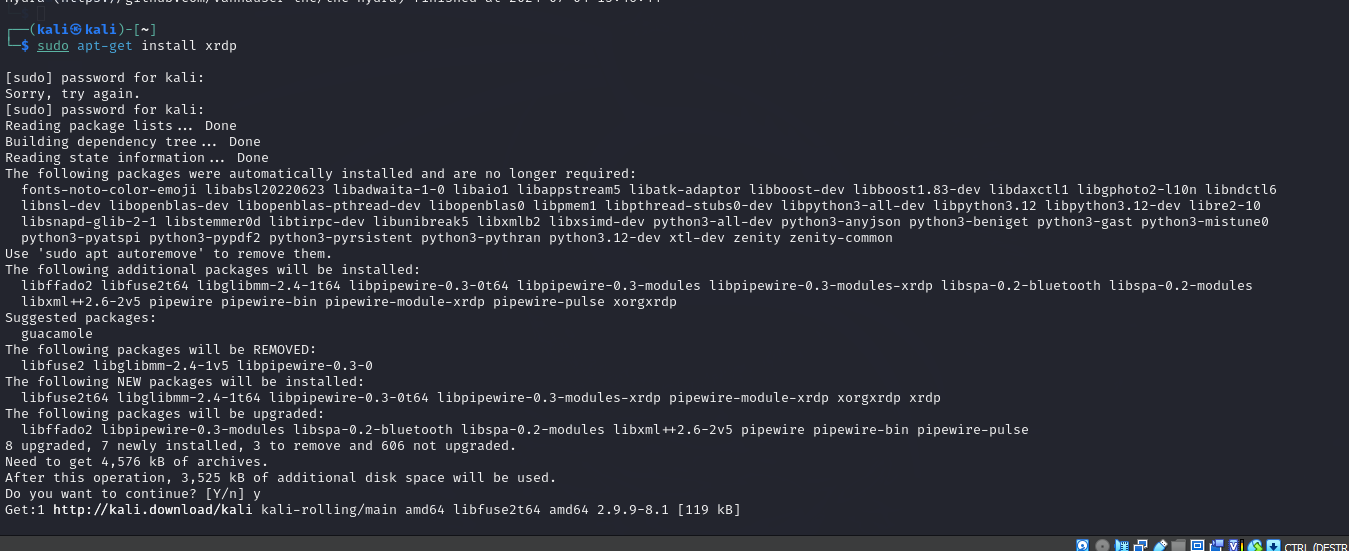 Hydra (https://github.com/vanhauser-thc/thc-hydra) finished at 2024-07-04
┌──(kali㉿kali)-[~]
└─$ sudo apt-get install xrdp
[sudo] password for kali:
Sorry, try again.
[sudo] password for kali:
Reading package lists... Done
Building dependency tree... Done
Reading state information... Done
The following packages were automatically installed and are no longer required:
fonts-noto-color-emoji libabsl20220623 libadwaita-1-0 libaio1 libappstream5 libatk-adaptor libboost-dev libboost1.83-dev libdaxctl1 libgphoto2-l10n libndctl6
libnsl-dev libopenblas-dev libopenblas-pthread-dev libopenblas0 libpmem1 libpthread-stubs0-dev libpython3-all-dev libpython3.12 libpython3.12-dev libre2-10
libsnapd-glib-2-1 libstemmer0d libtirpc-dev libunibreak5 libxmlb2 libxsimd-dev python3-all-dev python3-anyjson python3-beniget python3-gast python3-mistune0
python3-pyatspi python3-pypdf2 python3-pyrsistent python3-pythran python3.12-dev xtl-dev zenity zenity-common
Use 'sudo apt autoremove' to remove them.
The following additional packages will be installed:
libffado2 libfuse2t64 libglibmm-2.4-1t64 libpipewire-0.3-0t64 libpipewire-0.3-modules libpipewire-0.3-modules-xrdp libspa-0.2-bluetooth libspa-0.2-modules
libxml++2.6-2v5 pipewire pipewire-bin pipewire-module-xrdp pipewire-pulse xorgxrdp
Suggested packages:
guacamole
The following packages will be REMOVED:
libfuse2 libglibmm-2.4-1v5 libpipewire-0.3-0
The following NEW packages will be installed:
libfuse2t64 libglibmm-2.4-1t64 libpipewire-0.3-0t64 libpipewire-0.3-modules-xrdp pipewire-module-xrdp xorgxrdp xrdp
The following packages will be upgraded:
libffado2 libpipewire-0.3-modules libspa-0.2-bluetooth libspa-0.2-modules libxml++2.6-2v5 pipewire pipewire-bin pipewire-pulse
8 upgraded, 7 newly installed, 3 to remove and 606 not upgraded.
Need to get 4,576 kB of archives.
After this operation, 3,525 kB of additional disk space will be used.
Do you want to continue? [Y/n] y
Get:1 http://kali.download/kali kali-rolling/main amd64 libfuse2t64 amd64 2.9.9-8.1 [119 kB]
CTRL (DESTR